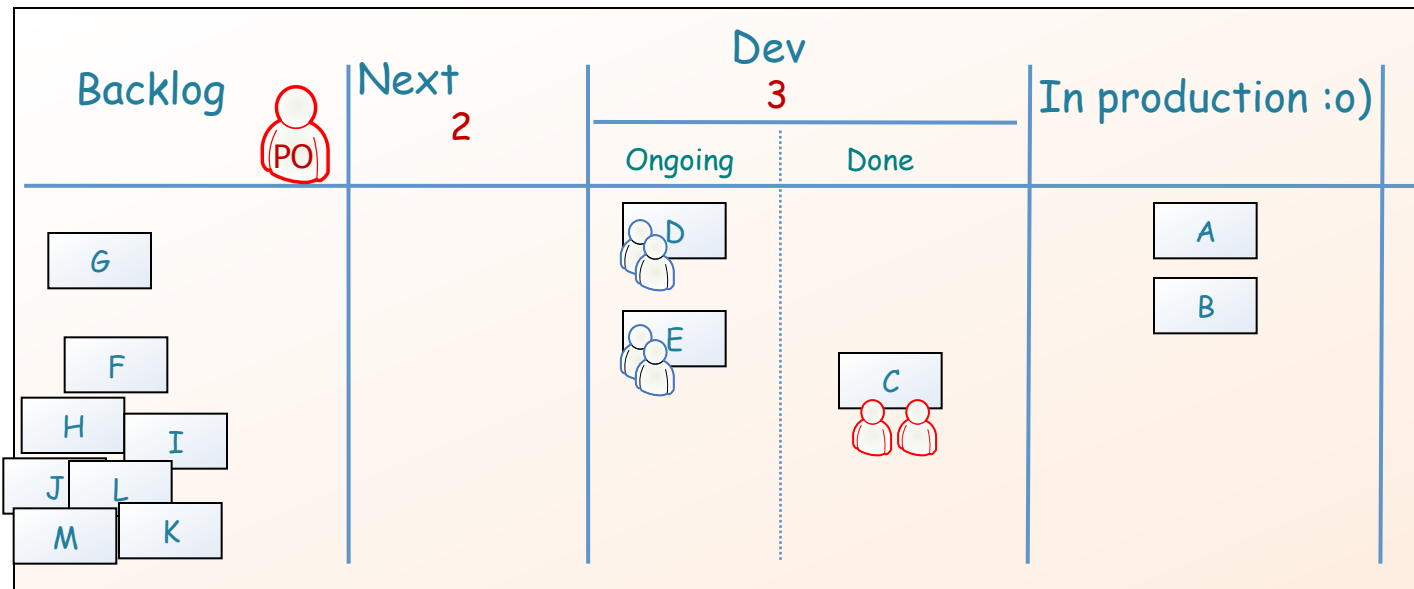 Backlog
PO
Next
2
Dev
3
Ongoing
Done
In production :o)
G
F
H
I
J
L
M
K
D
E
C
A
B